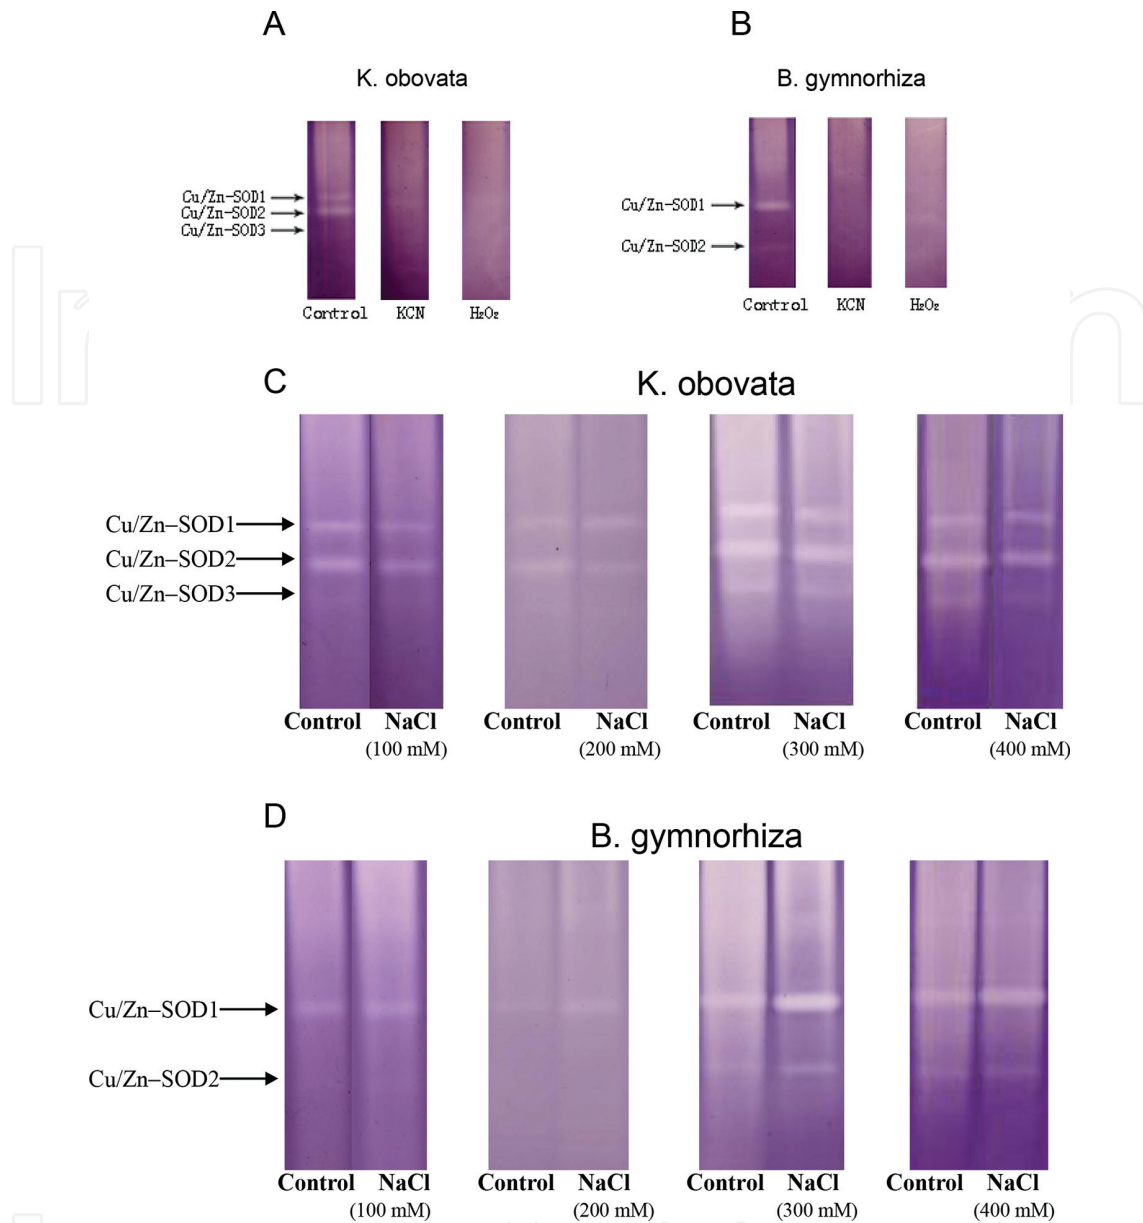 A
B
K. obovata
B. gymnorhiza
Cu/Zn-SOD1
Cu/Zn-SOD2
Cu/Zn-SOD3
Cu/Zn-SOD1
Cu/Zn-SOD2
Control KCN H₂O₂
Control KCN H₂O₂
C
K. obovata
Cu/Zn–SOD1
Cu/Zn–SOD2
Cu/Zn–SOD3
Control NaCl Control NaCl Control NaCl Control NaCl
(100 mM) (200 mM) (300 mM) (400 mM)
D
B. gymnorhiza
Cu/Zn–SOD1
Cu/Zn–SOD2
Control NaCl Control NaCl Control NaCl Control NaCl
(100 mM) (200 mM) (300 mM) (400 mM)